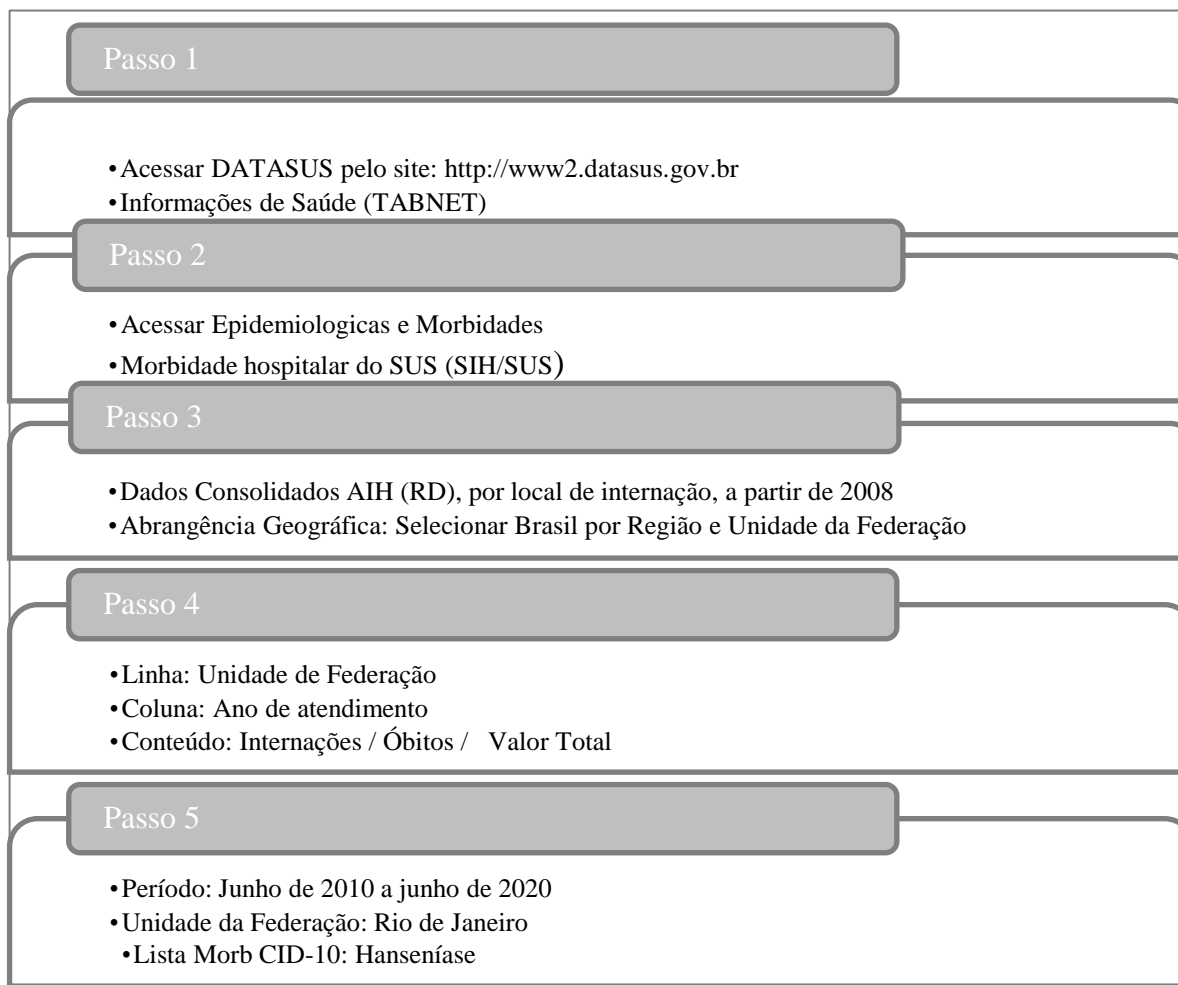 Passo 1
•Acessar DATASUS pelo site: http://www2.datasus.gov.br
•Informações de Saúde (TABNET)
Passo 2
•Acessar Epidemiologicas e Morbidades
•Morbidade hospitalar do SUS (SIH/SUS)
Passo 3
•Dados Consolidados AIH (RD), por local de internação, a partir de 2008
•Abrangência Geográfica: Selecionar Brasil por Região e Unidade da Federação
Passo 4
•Linha: Unidade de Federação
•Coluna: Ano de atendimento
•Conteúdo: Internações / Óbitos /   Valor Total
Passo 5
•Período: Junho de 2010 a junho de 2020
•Unidade da Federação: Rio de Janeiro
•Lista Morb CID-10: Hanseníase